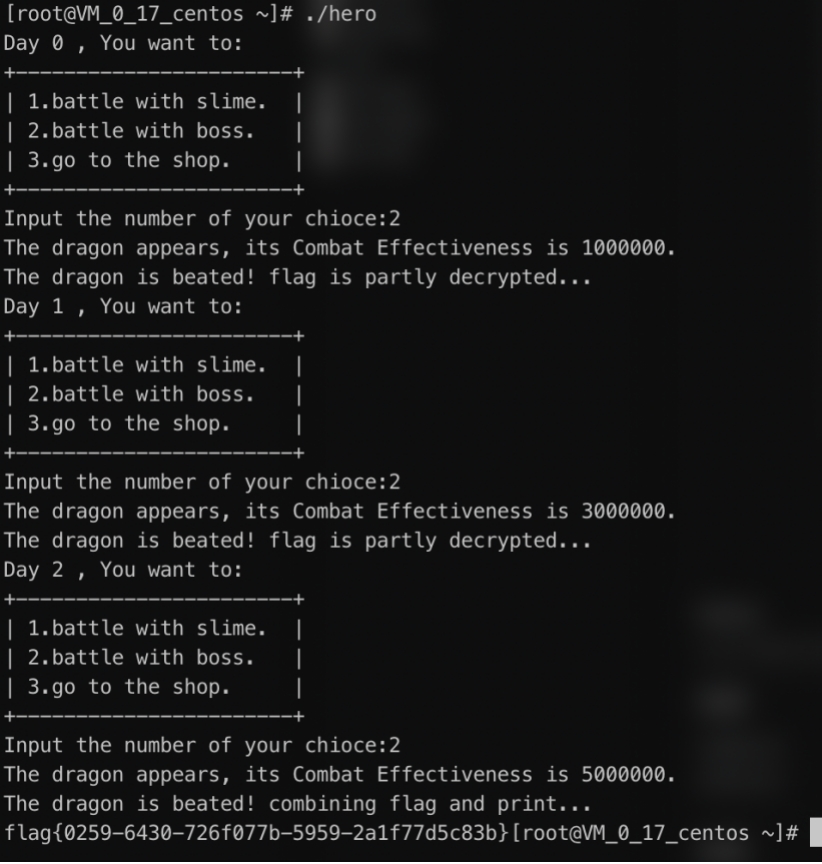 [root@VM_0_17_centos ~]# ./hero
Day 0 , You want to:
+-----------------------+
| 1.battle with slime.  |
| 2.battle with boss.   |
| 3.go to the shop.     |
+-----------------------+
Input the number of your chioce:2
The dragon appears, its Combat Effectiveness is 1000000.
The dragon is beated! flag is partly decrypted...
Day 1 , You want to:
+-----------------------+
| 1.battle with slime.  |
| 2.battle with boss.   |
| 3.go to the shop.     |
+-----------------------+
Input the number of your chioce:2
The dragon appears, its Combat Effectiveness is 3000000.
The dragon is beated! flag is partly decrypted...
Day 2 , You want to:
+-----------------------+
| 1.battle with slime.  |
| 2.battle with boss.   |
| 3.go to the shop.     |
+-----------------------+
Input the number of your chioce:2
The dragon appears, its Combat Effectiveness is 5000000.
The dragon is beated! combining flag and print...
flag{0259-6430-726f077b-5959-2a1f77d5c83b}[root@VM_0_17_centos ~]#